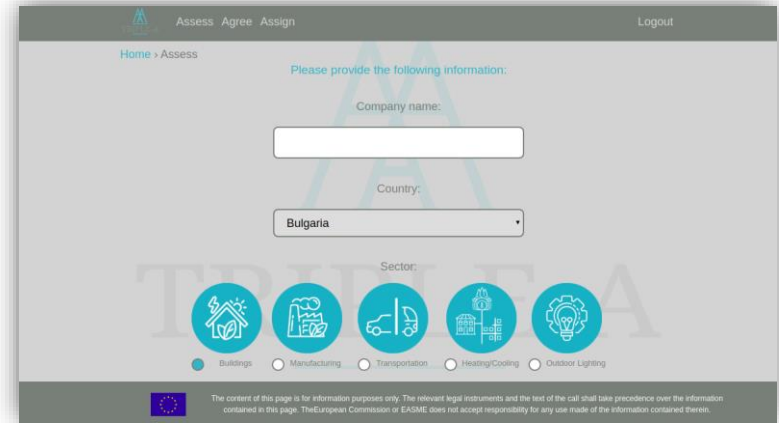 Assess Agree Assign Logout
TRIPLE-A
Home › Assess
Please provide the following information:
Company name:
Country:
Bulgaria
Sector:
TRIPLE-A
Buildings Manufacturing Transportation Heating/Cooling Outdoor Lighting
The content of this page is for information purposes only. The relevant legal instruments and the text of the call shall take precedence over the information
contained in this page. TheEuropean Commission or EASME does not accept responsibility for any use made of the information contained therein.